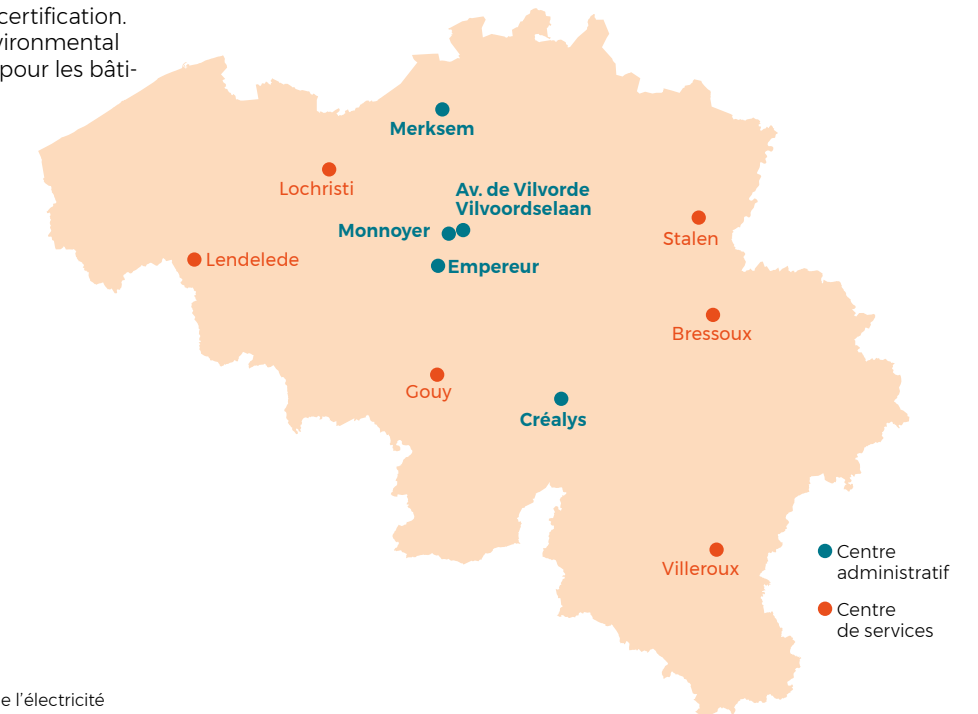 certification.
vironmental
pour les bâti-
Merksem
Lochristi
Av. de Vilvorde
Vilvoordselaan
Monnoyer
Stalen
Lendelede
Empereur
Bressoux
Gouy
Créalys
Centre
administratif
Villeroux
Centre
de services
e l’électricité